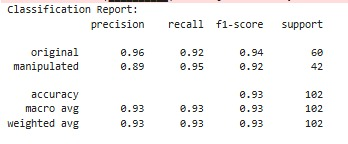 Classification Report:
precision recall f1-score support
original 0.96 0.92 0.94 60
manipulated 0.89 0.95 0.92 42
accuracy 0.93 102
macro avg 0.93 0.93 0.93 102
weighted avg 0.93 0.93 0.93 102